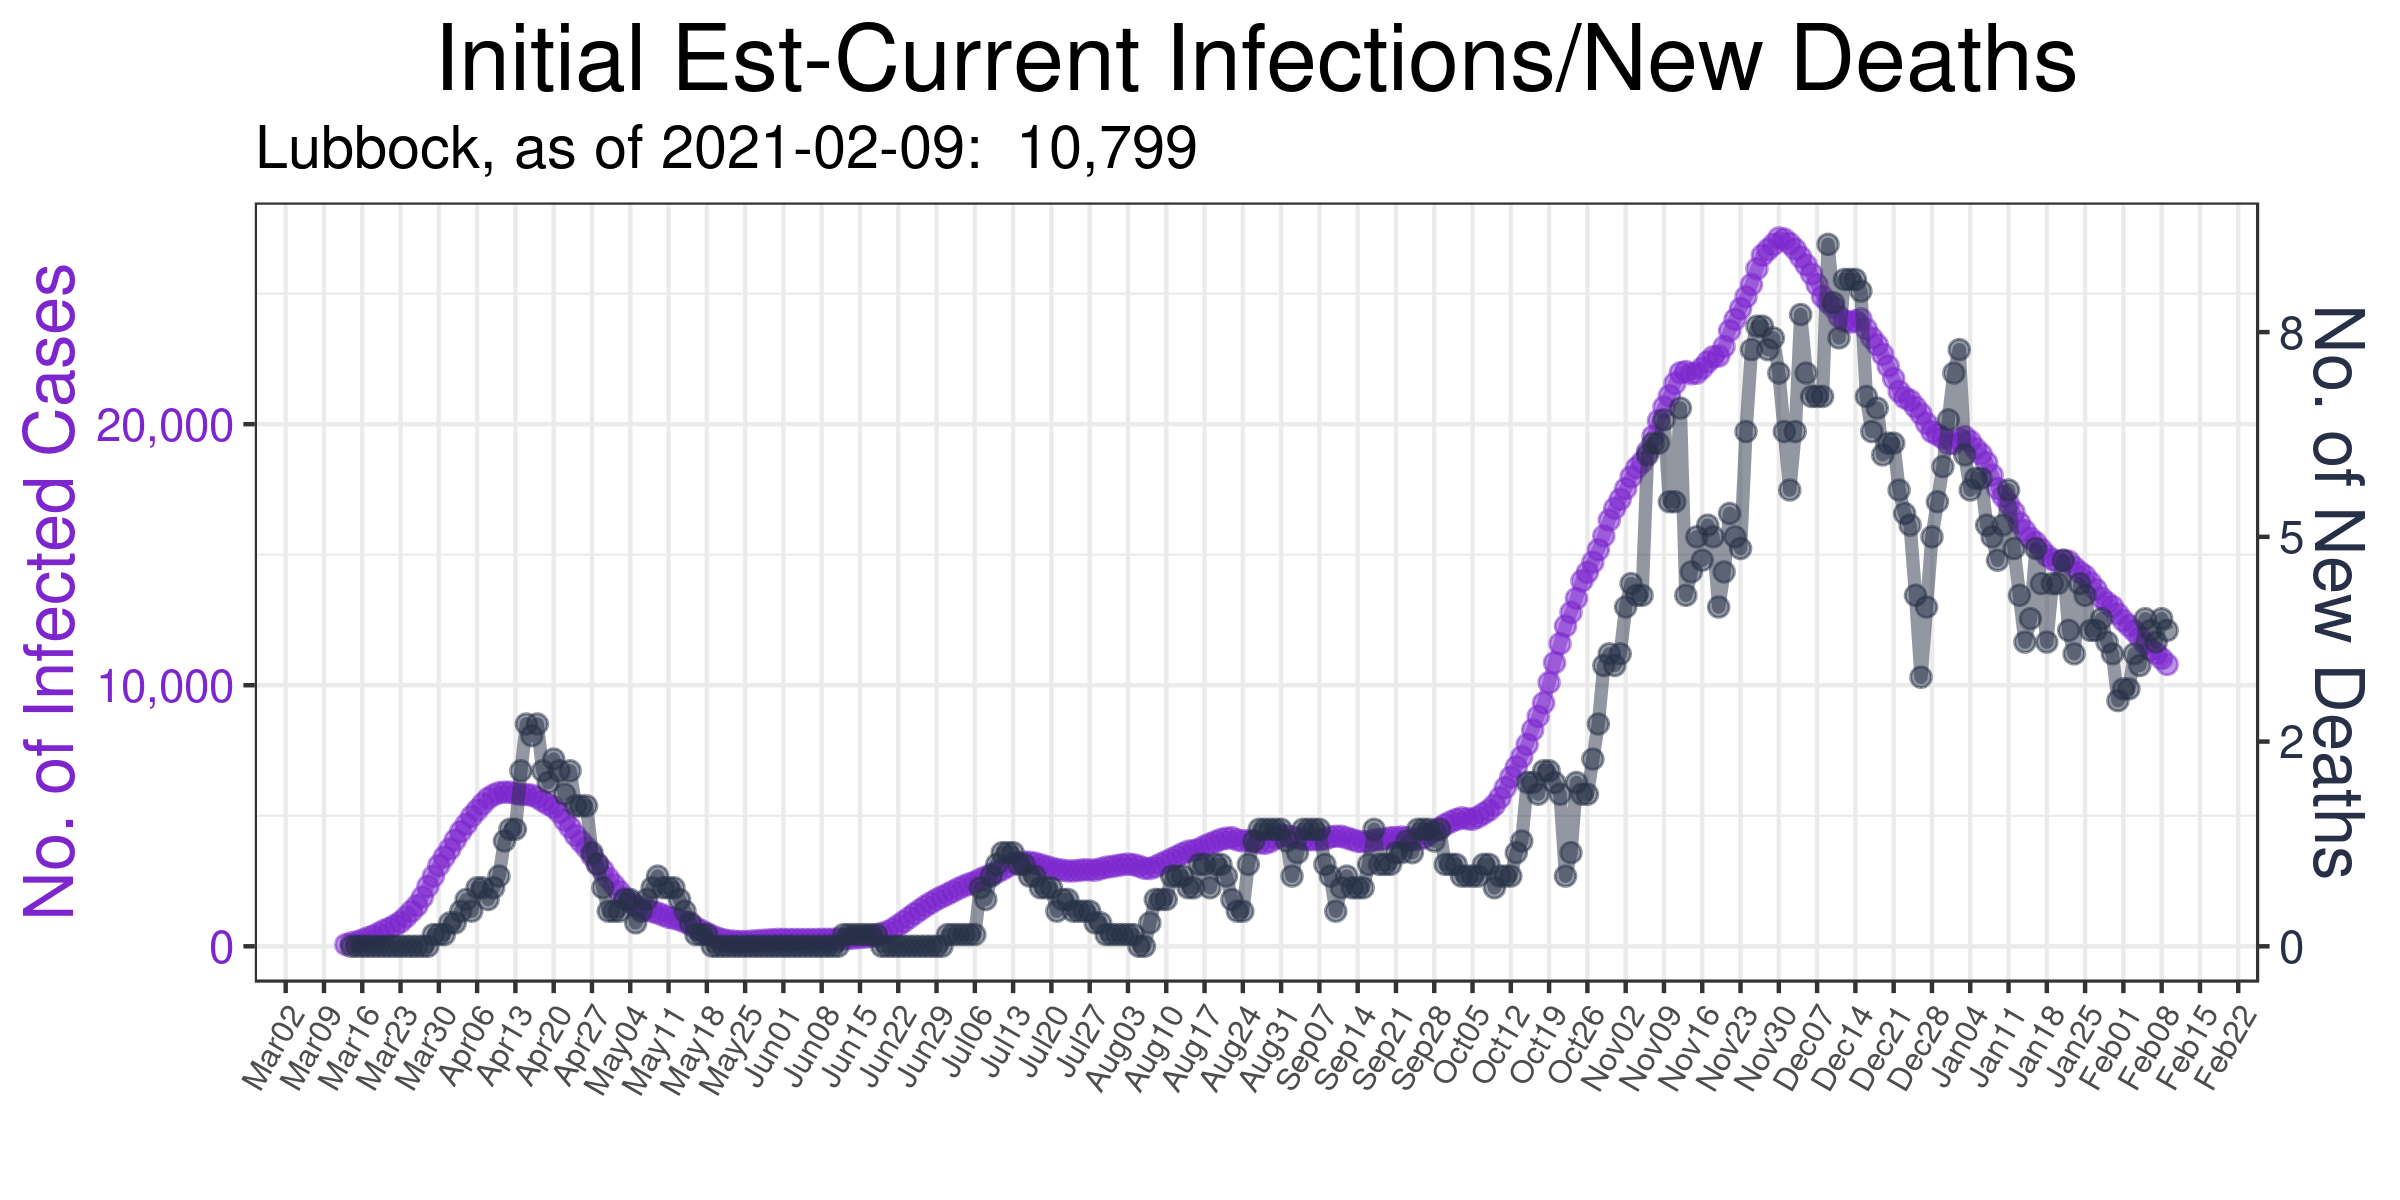 Initial Est-Current Infections/New Deaths
Lubbock, as of 2021-02-09:  10,799
No. of Infected Cases
20,000
10,000
0
No. of New Deaths
8
5
2
0
Mar02
Mar09
Mar16
Mar23
Mar30
Apr06
Apr13
Apr20
Apr27
May04
May11
May18
May25
Jun01
Jun08
Jun15
Jun22
Jun29
Jul06
Jul13
Jul20
Jul27
Aug03
Aug10
Aug17
Aug24
Aug31
Sep07
Sep14
Sep21
Sep28
Oct05
Oct12
Oct19
Oct26
Nov02
Nov09
Nov16
Nov23
Nov30
Dec07
Dec14
Dec21
Dec28
Jan04
Jan11
Jan18
Jan25
Feb01
Feb08
Feb15
Feb22